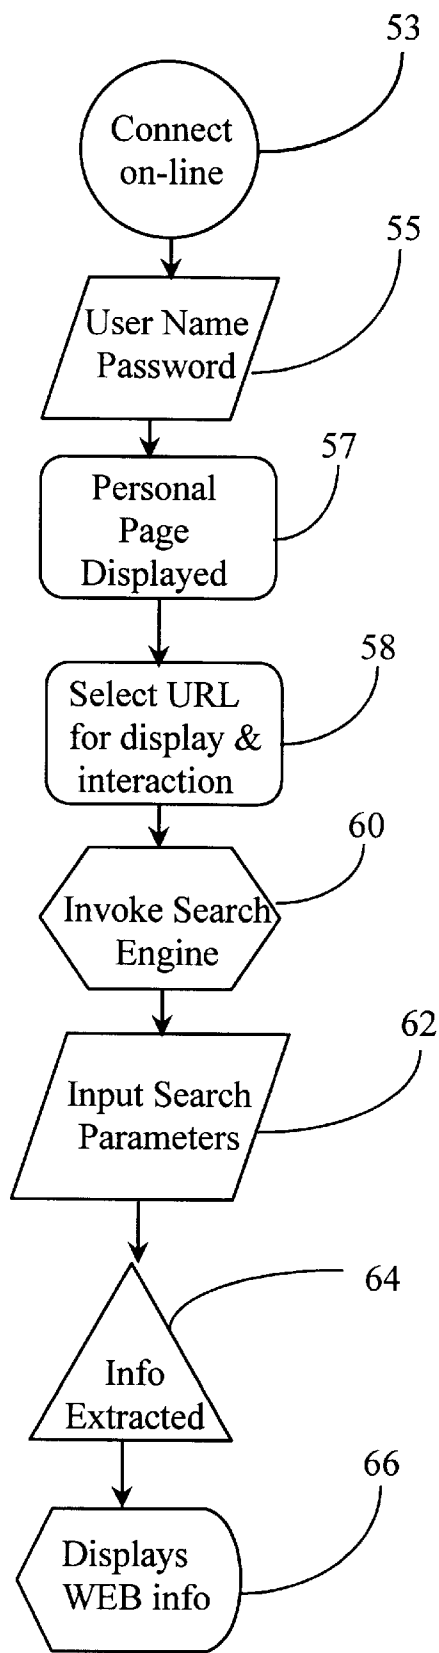 53
Connect
on-line
55
User Name
Password
57
Personal
Page
Displayed
58
Select URL
for display &
interaction
60
Invoke Search
Engine
62
Input Search
Parameters
64
Info
Extracted
66
Displays
WEB info